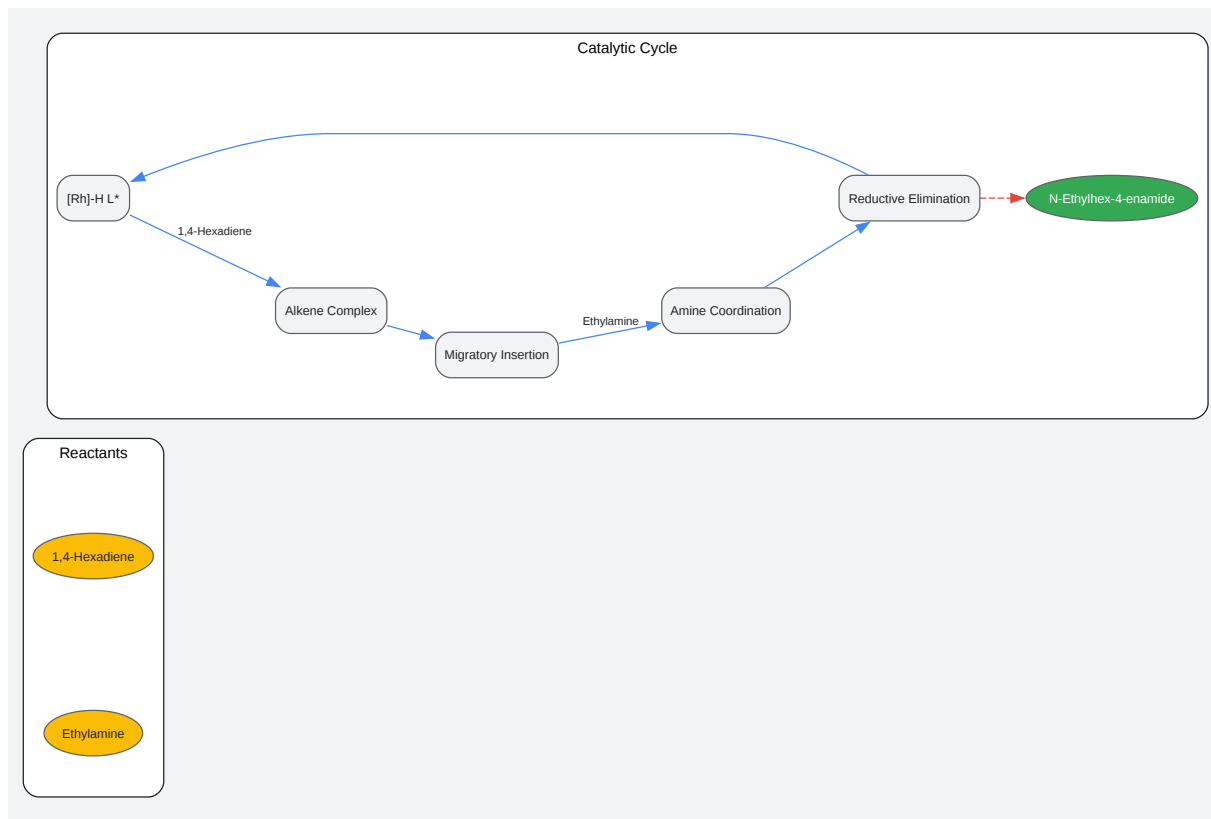 Catalytic Cycle
[Rh]-H L*
1,4-Hexadiene
Alkene Complex
Migratory Insertion
Ethylamine
Amine Coordination
Reductive Elimination
N-Ethylhex-4-enamide
Reactants
1,4-Hexadiene
Ethylamine